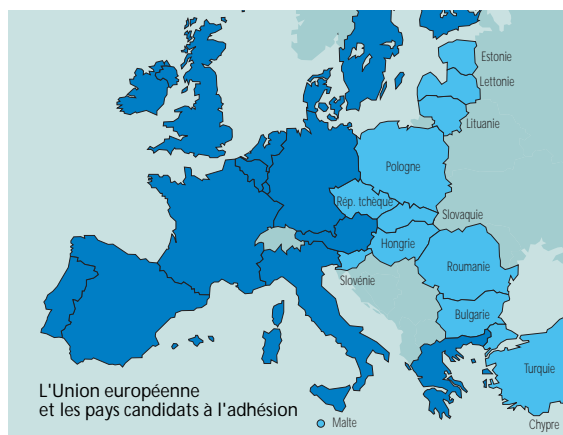 Estonie
Lettonie
Lituanie
Pologne
Rép. tchèque
Slovaquie
Hongrie
Slovénie
Roumanie
Bulgarie
Turquie
L'Union européenne
et les pays candidats à l'adhésion
Malte
Chypre